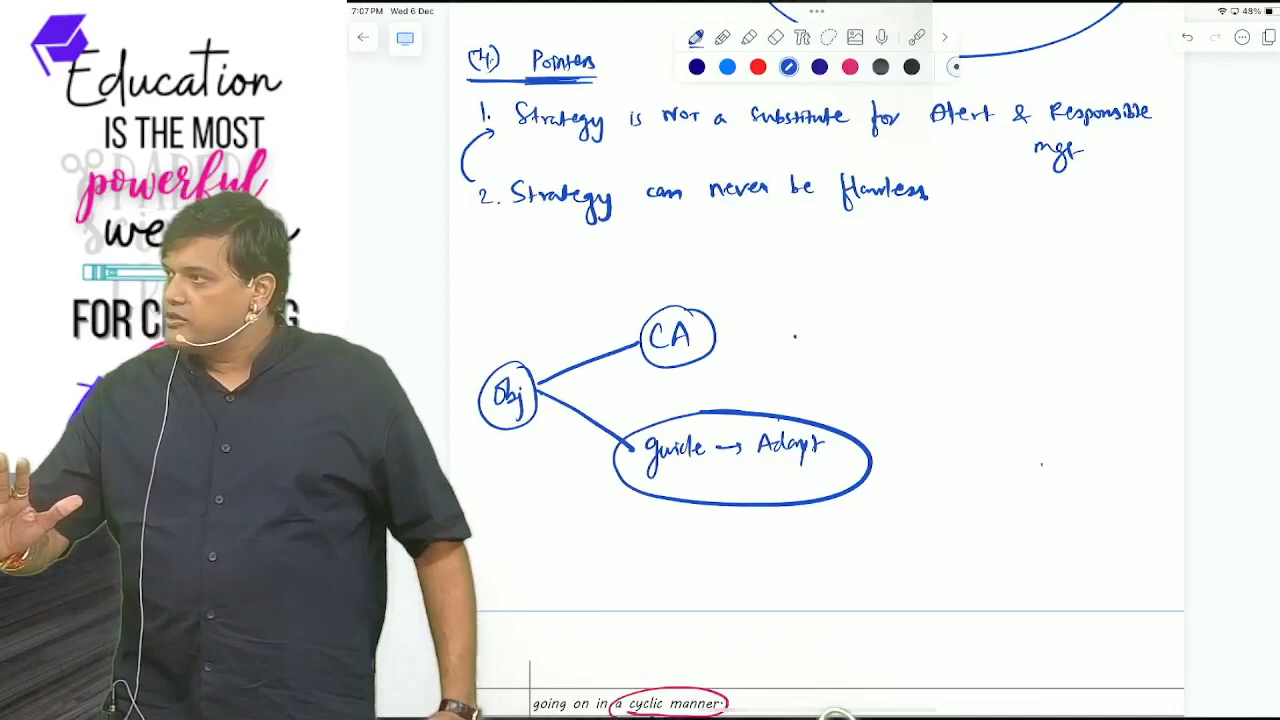 7:07 PM Wed 6 Dec
48%
Education
IS THE MOST
powerful
we
FOR C
(4.) Pointers
1. Strategy is NOT a substitute for Alert & Responsible
mgt
2. Strategy can never be flawless
CA
Obj
guide → Adapt
going on in a cyclic manner.